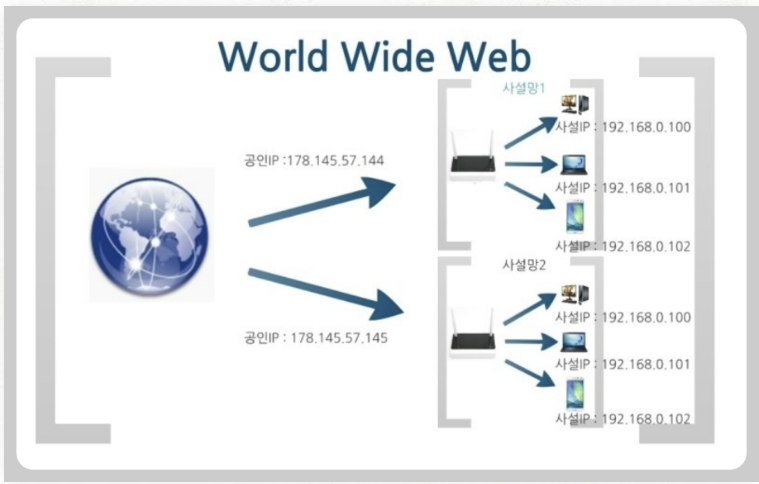 World Wide Web
사설망1
사설IP : 192.168.0.100
공인IP :178.145.57.144
사설IP : 192.168.0.101
사설IP : 192.168.0.102
사설망2
사설IP : 192.168.0.100
공인IP : 178.145.57.145
사설IP : 192.168.0.101
사설IP : 192.168.0.102